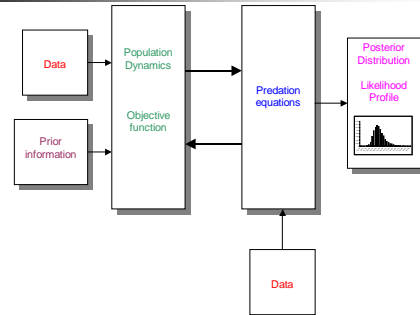 Data
Prior
information
Population
Dynamics
Objective
function
Predation
equations
Posterior
Distribution
Likelihood
Profile
Data